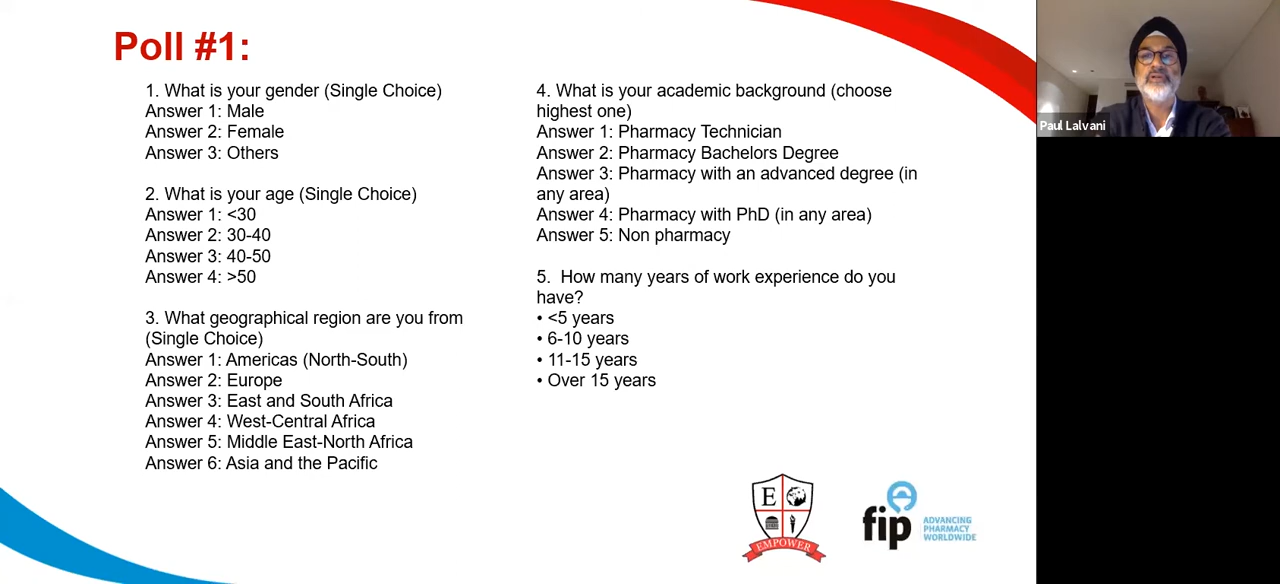 Poll #1:
1. What is your gender (Single Choice)
Answer 1: Male
Answer 2: Female
Answer 3: Others
2. What is your age (Single Choice)
Answer 1: <30
Answer 2: 30-40
Answer 3: 40-50
Answer 4: >50
3. What geographical region are you from
(Single Choice)
Answer 1: Americas (North-South)
Answer 2: Europe
Answer 3: East and South Africa
Answer 4: West-Central Africa
Answer 5: Middle East-North Africa
Answer 6: Asia and the Pacific
4. What is your academic background (choose
highest one)
Answer 1: Pharmacy Technician
Answer 2: Pharmacy Bachelors Degree
Answer 3: Pharmacy with an advanced degree (in
any area)
Answer 4: Pharmacy with PhD (in any area)
Answer 5: Non pharmacy
5. How many years of work experience do you
have?
• <5 years
• 6-10 years
• 11-15 years
• Over 15 years
E
EMPOWER
fip
ADVANCING
PHARMACY
WORLDWIDE
Paul Lalvani